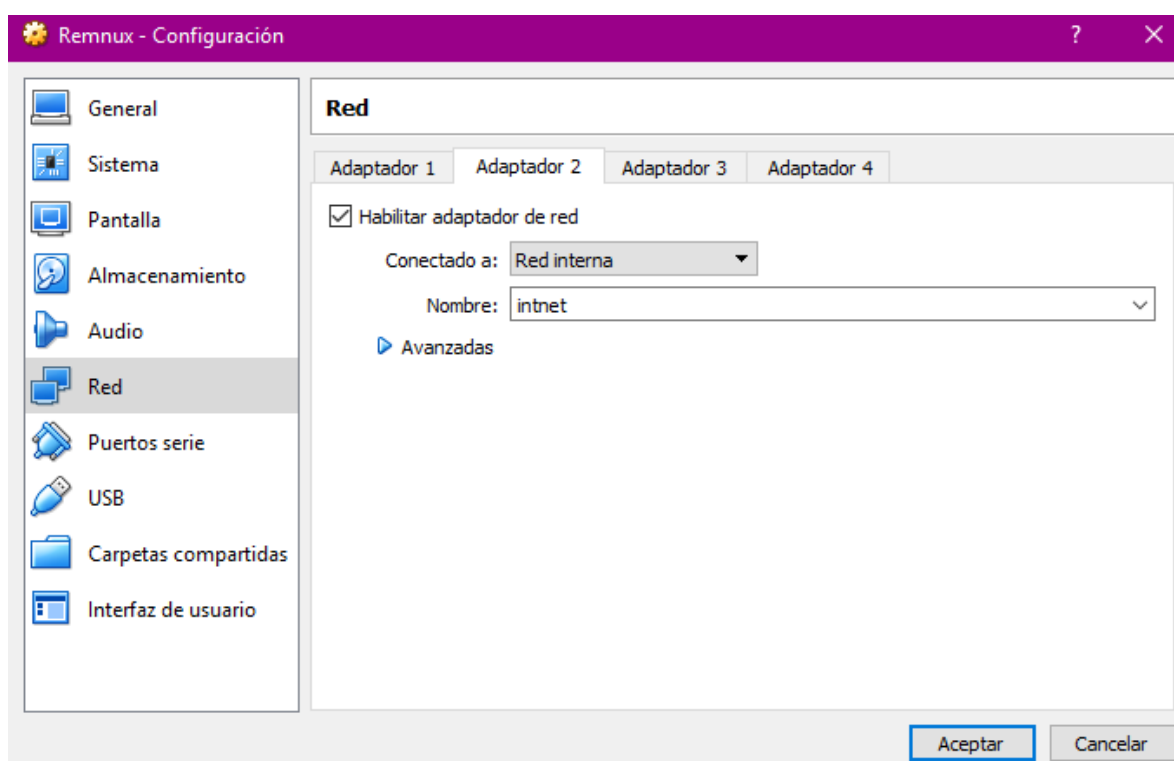 Remnux - Configuración
?
General
Sistema
Pantalla
Almacenamiento
Audio
Red
Puertos serie
USB
Carpetas compartidas
Interfaz de usuario
Red
Adaptador 1 Adaptador 2 Adaptador 3 Adaptador 4
Habilitar adaptador de red
Conectado a: Red interna
Nombre: intnet
Avanzadas
Aceptar Cancelar